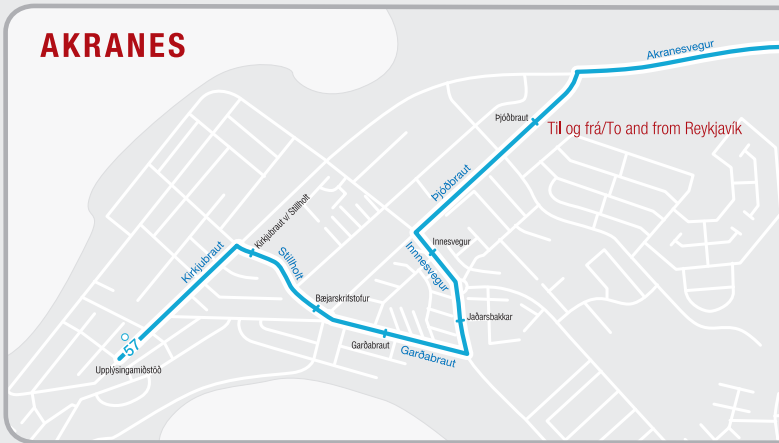 AKRANES
Akranesvegur
Þjóðbraut
Til og frá/To and from Reykjavík
Þjóðbraut
Kirkjubraut v/ Stillholt
Kirkjubraut
Stillholt
Innesvegur
Innnesvegur
Bæjarskrifstofur
Jaðarsbakkar
Garðabraut
Garðabraut
57
Upplýsingamiðstöð